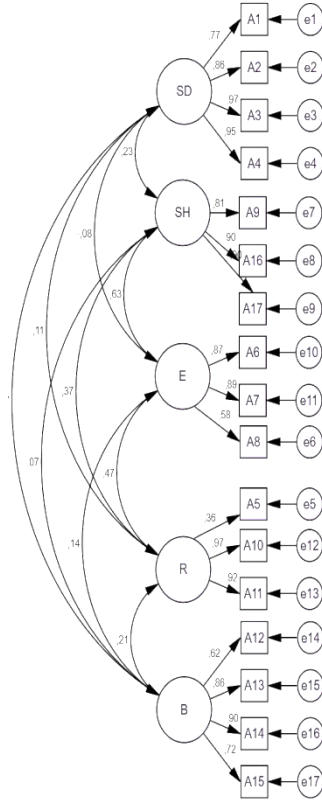 A1 e1
,77
,86 A2 e2
SD
,97 A3 e3
,95
A4 e4
,23
,81 A9 e7
SH
,90
,08 A16 e8
,63 A17 e9
,11 A6 e10
,87
,37 E ,89 A7 e11
,58
A8 e6
07 ,47
,36 A5 e5
,14 ,97 A10 e12
R
,92 A11 e13
,21 ,62 A12 e14
,86 A13 e15
B ,90 A14 e16
,72
A15 e17